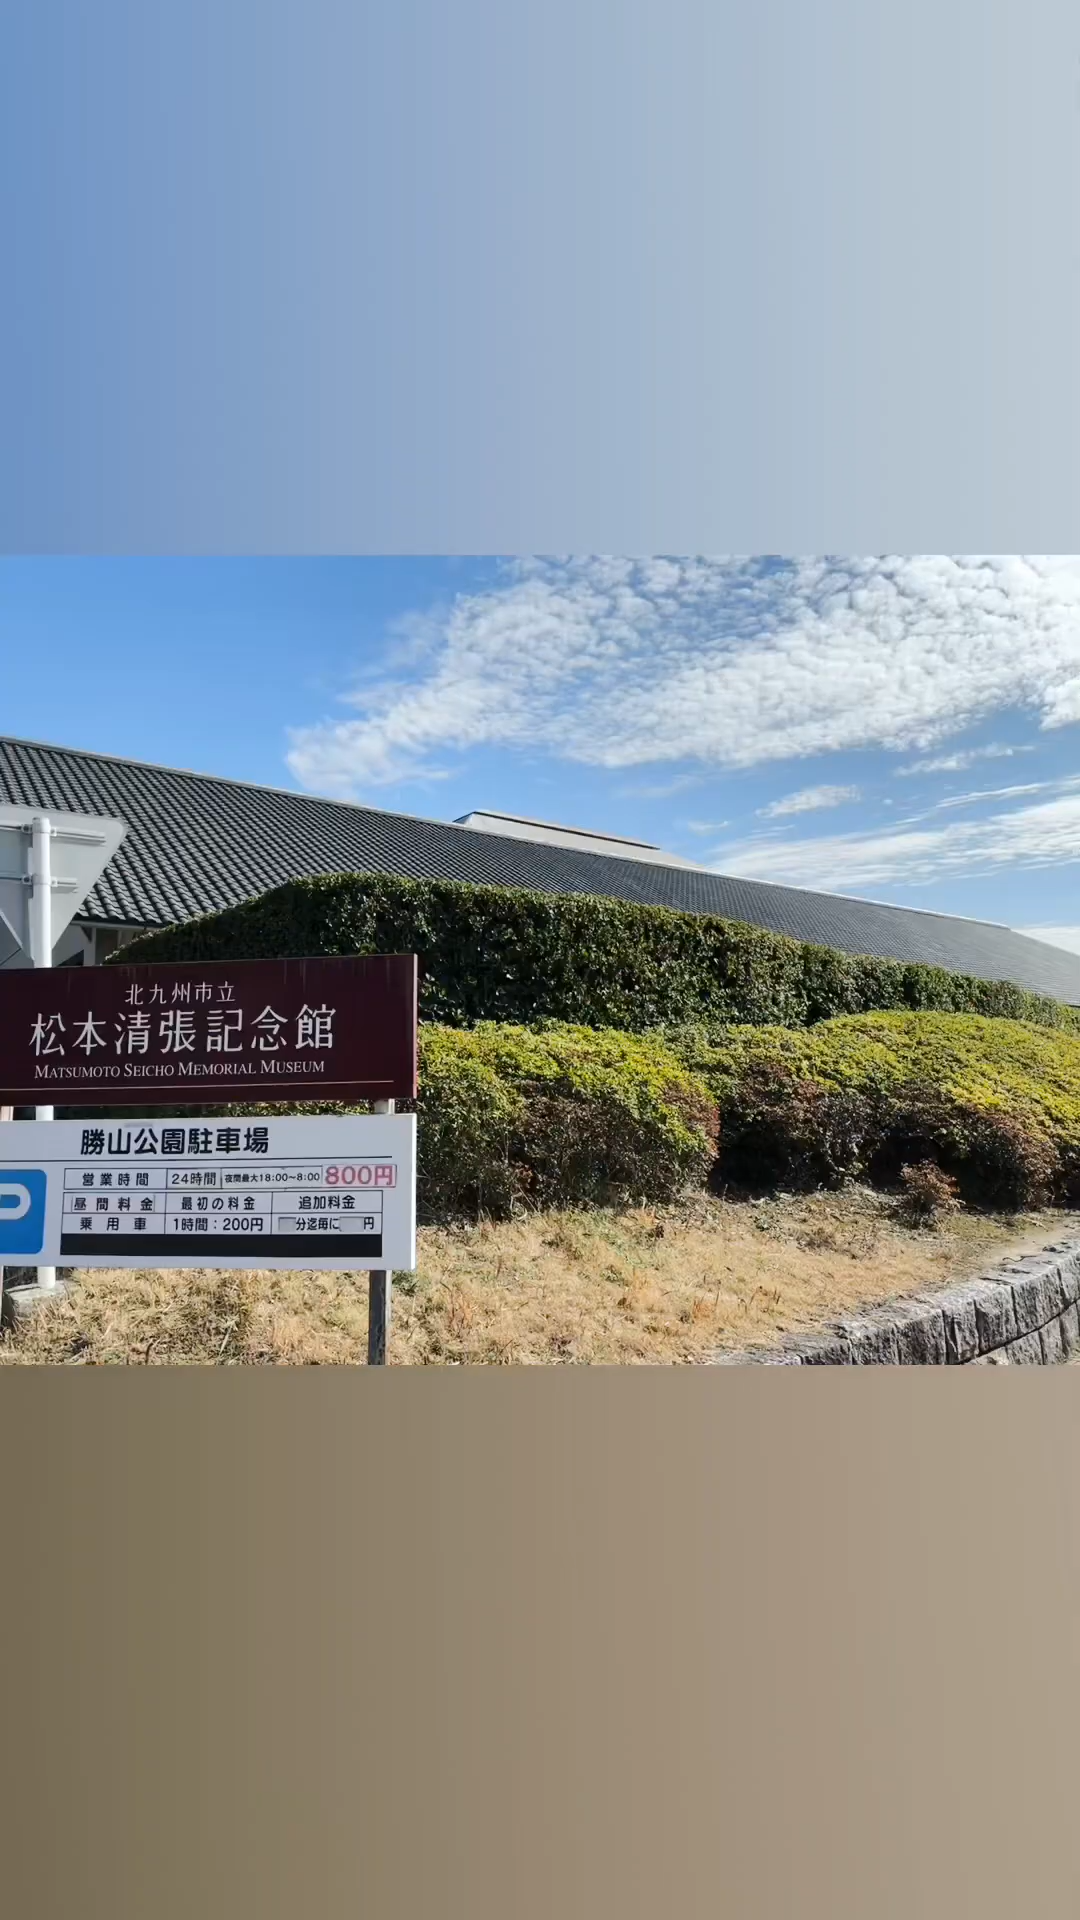 北九州市立
松本清張記念館
MATSUMOTO SEICHO MEMORIAL MUSEUM
勝山公園駐車場
P
営業時間 24時間 夜間最大18:00~8:00 800円
昼間料金 最初の料金 追加料金
乗用車 1時間:200円 分迄毎に 円